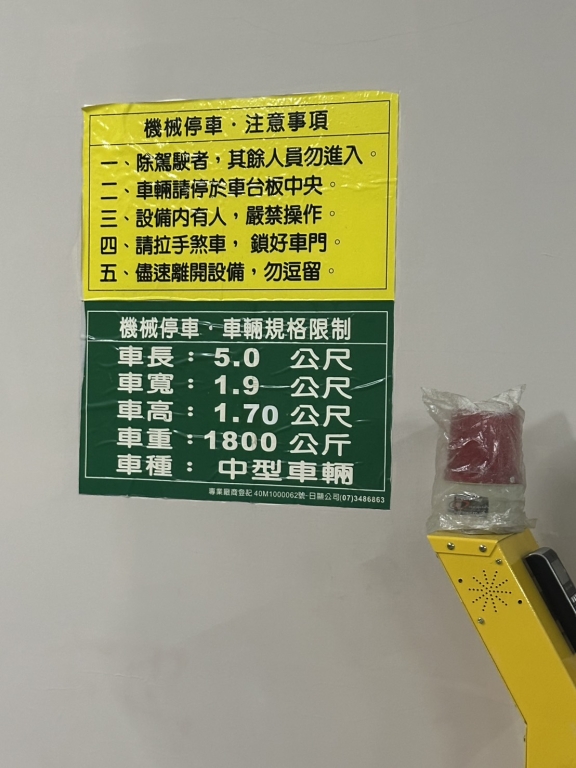 機械停車．注意事項
一、除駕駛者，其餘人員勿進入。
二、車輛請停於車台板中央。
三、設備內有人，嚴禁操作。
四、請拉手煞車， 鎖好車門。
五、儘速離開設備，勿逗留。
機械停車．車輛規格限制
車長： 5.0 公尺
車寬： 1.9 公尺
車高： 1.70 公尺
車重：1800 公斤
車種： 中型車輛
專業廠商登記 40M1000062號-日顯公司(07)3486863